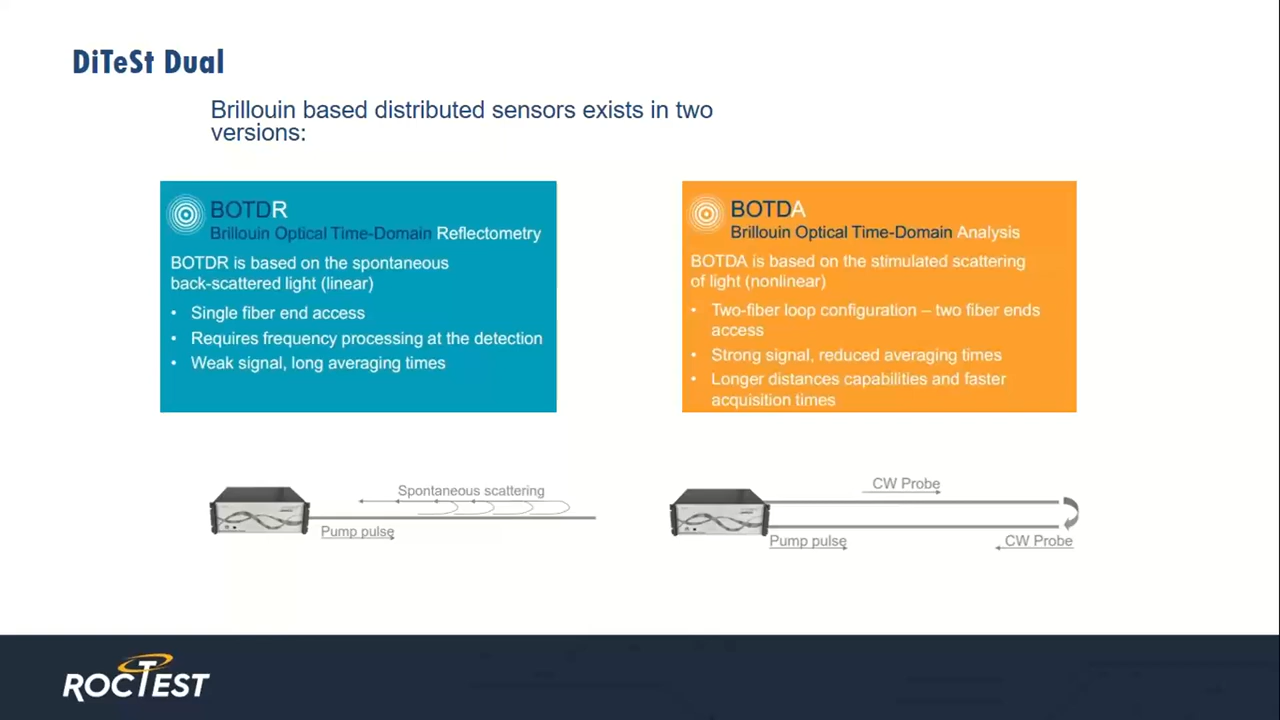 DiTeSt Dual
Brillouin based distributed sensors exists in two
versions:
BOTDR
Brillouin Optical Time-Domain Reflectometry
BOTDR is based on the spontaneous
back-scattered light (linear)
• Single fiber end access
• Requires frequency processing at the detection
• Weak signal, long averaging times
BOTDA
Brillouin Optical Time-Domain Analysis
BOTDA is based on the stimulated scattering
of light (nonlinear)
• Two-fiber loop configuration – two fiber ends
access
• Strong signal, reduced averaging times
• Longer distances capabilities and faster
acquisition times
Spontaneous scattering
Pump pulse
CW Probe
Pump pulse
CW Probe
ROCTEST